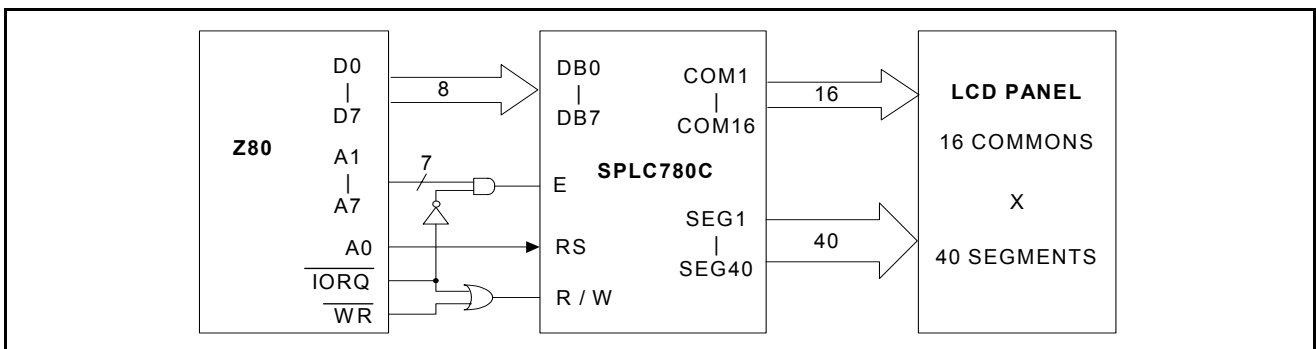 Z80
D0
|
D7
A1
|
A7
A0
IORQ
WR
8
7
DB0
|
DB7
E
RS
R / W
SPLC780C
COM1
|
COM16
SEG1
|
SEG40
16
40
LCD PANEL
16 COMMONS
X
40 SEGMENTS